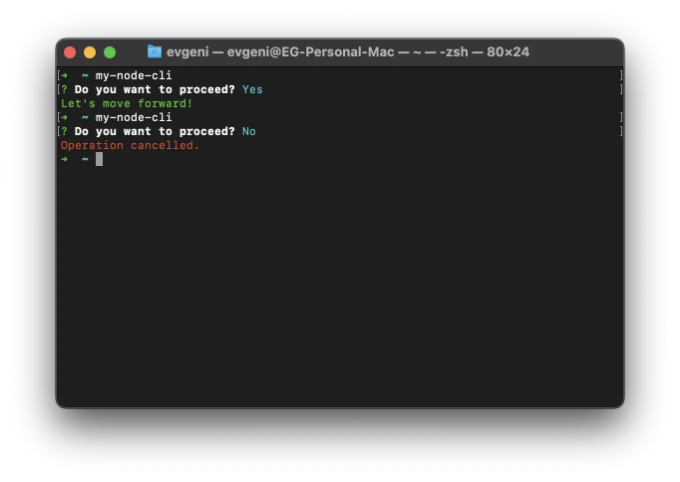 evgeni — evgeni@EG-Personal-Mac — ~ — -zsh — 80×24
[➜  ~ my-node-cli ]
[? Do you want to proceed? Yes ]
Let's move forward!
[➜  ~ my-node-cli ]
[? Do you want to proceed? No ]
Operation cancelled.
➜  ~